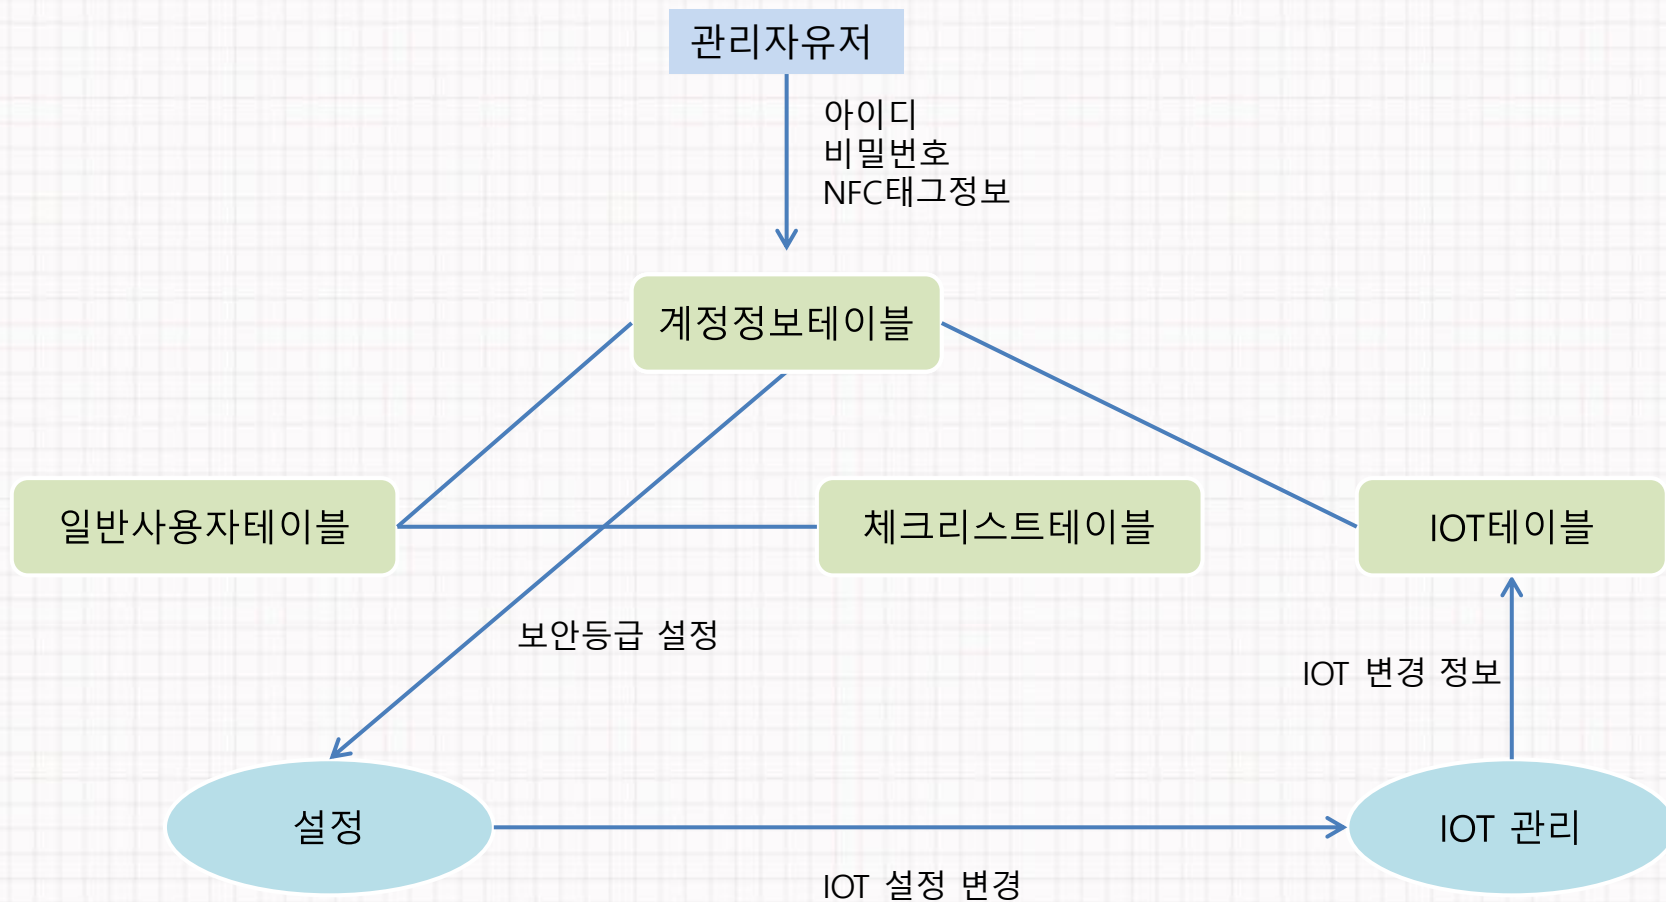 관리자유저
아이디
비밀번호
NFC태그정보
계정정보테이블
일반사용자테이블
체크리스트테이블
IOT테이블
보안등급 설정
IOT 변경 정보
설정
IOT 관리
IOT 설정 변경